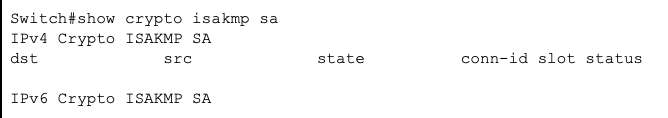 Switch#show crypto isakmp sa
IPv4 Crypto ISAKMP SA
dst             src             state          conn-id slot status
IPv6 Crypto ISAKMP SA